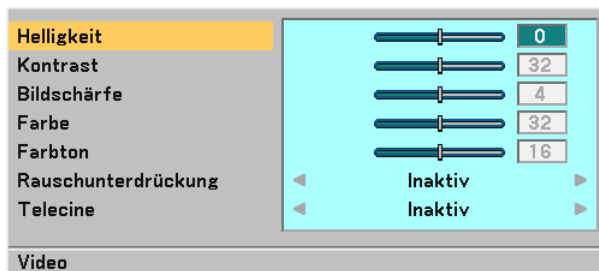 Helligkeit 0
Kontrast 32
Bildschärfe 4
Farbe 32
Farbton 16
Rauschunterdrückung Inaktiv
Telecine Inaktiv
Video